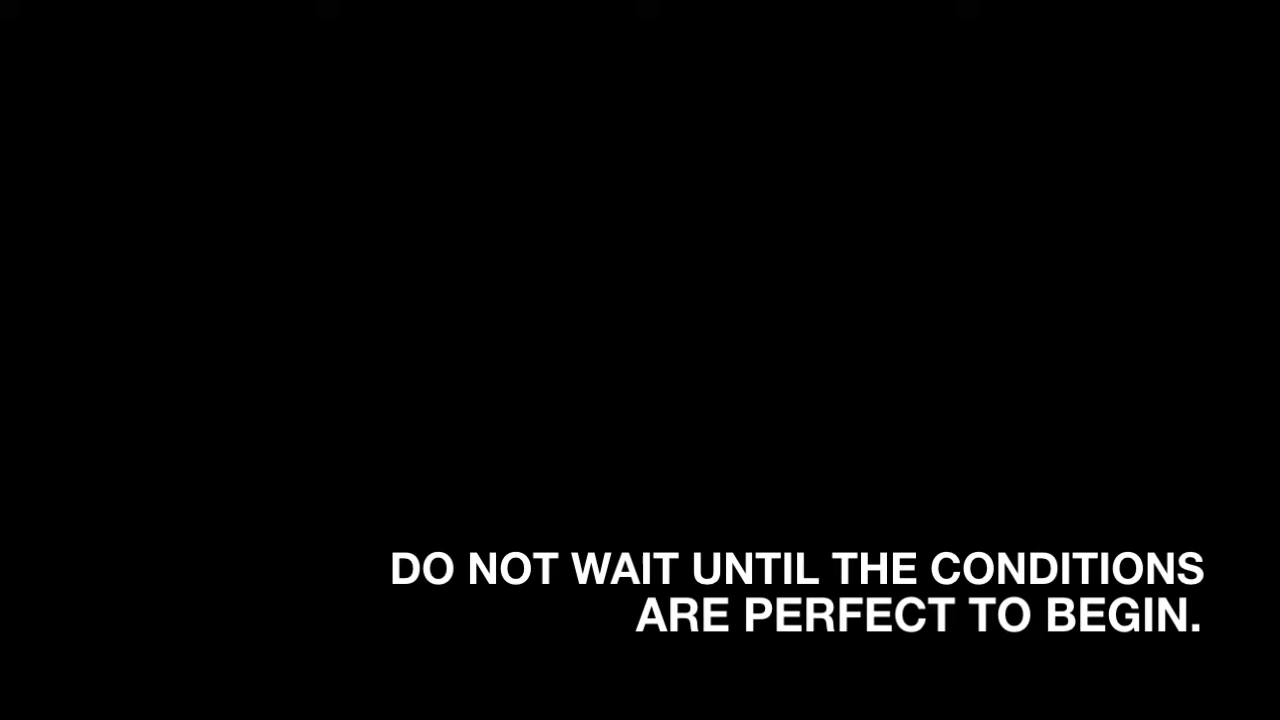 DO NOT WAIT UNTIL THE CONDITIONS
ARE PERFECT TO BEGIN.